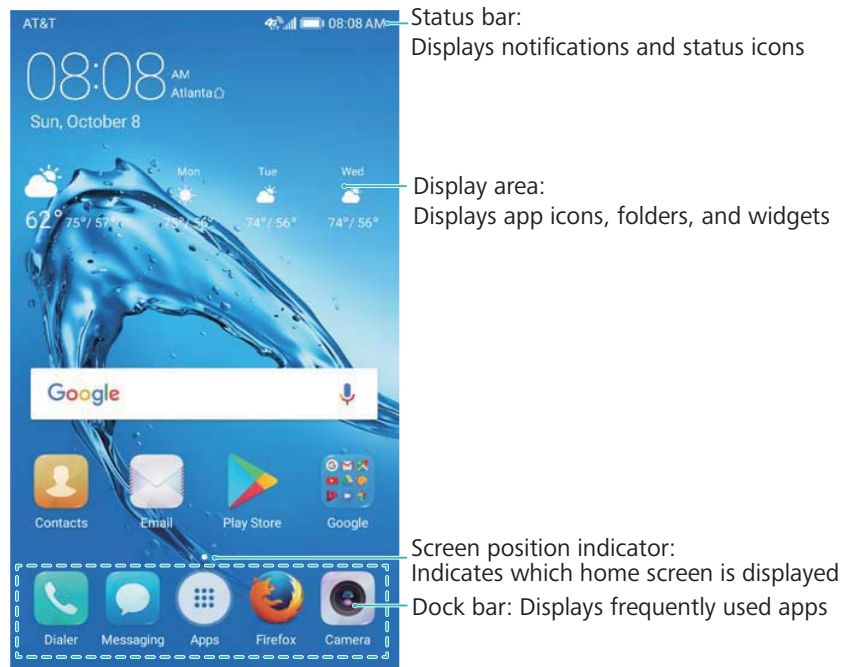 AT&T
4G 08:08 AM
Status bar:
Displays notifications and status icons
08:08 AM
Atlanta
Sun, October 8
Mon Tue Wed
62° 75°/ 57° 75°/ 56° 74°/ 56° 74°/ 56°
Display area:
Displays app icons, folders, and widgets
Google
Contacts Email Play Store Google
Screen position indicator:
Indicates which home screen is displayed
Dock bar: Displays frequently used apps
Dialer Messaging Apps Firefox Camera